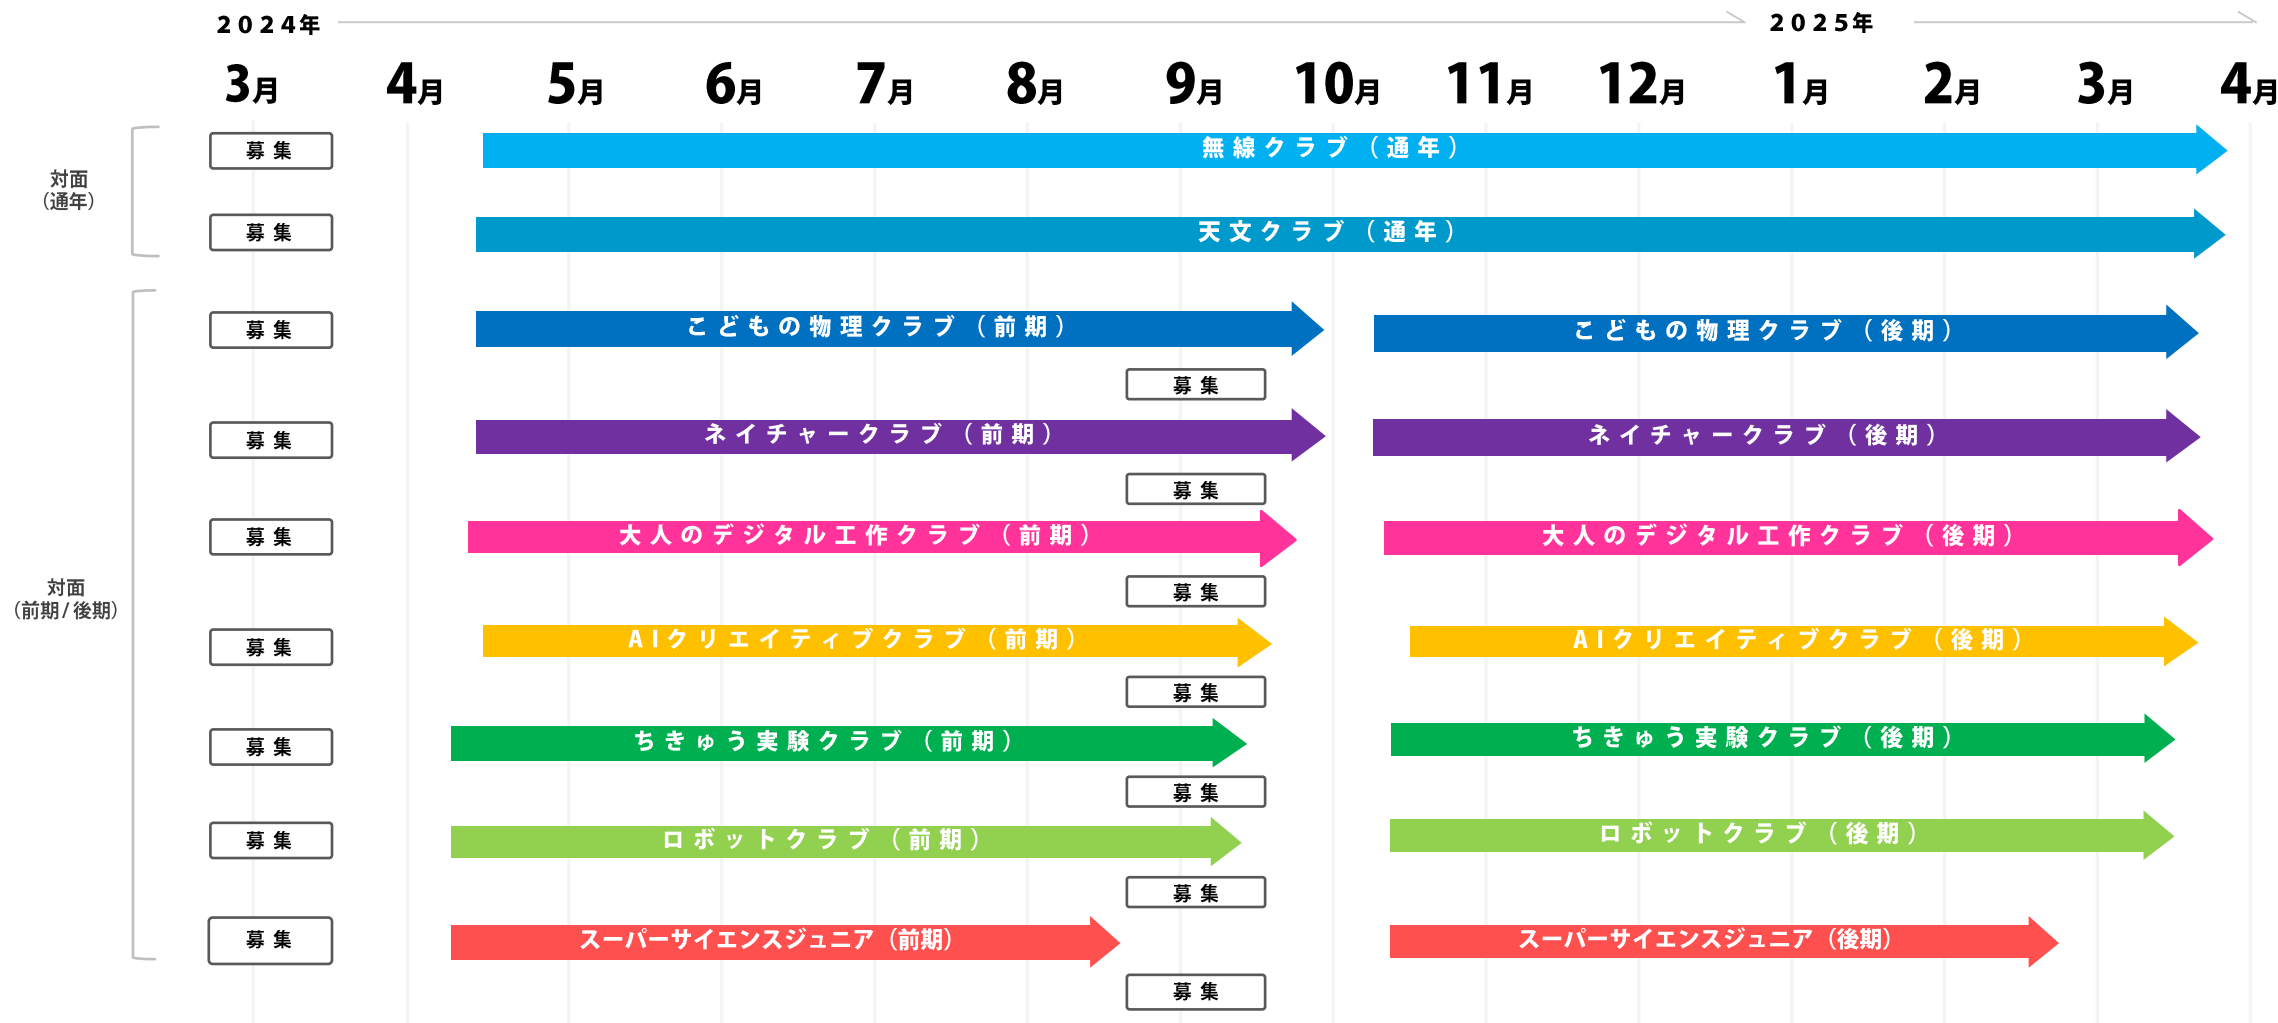 2024年
2025年
3月 4月 5月 6月 7月 8月 9月 10月 11月 12月 1月 2月 3月 4月
対面
（通年）
募集
無線クラブ（通年）
募集
天文クラブ（通年）
対面
（前期/後期）
募集
こどもの物理クラブ（前期）
こどもの物理クラブ（後期）
募集
募集
ネイチャークラブ（前期）
ネイチャークラブ（後期）
募集
募集
大人のデジタル工作クラブ（前期）
大人のデジタル工作クラブ（後期）
募集
募集
AIクリエイティブクラブ（前期）
AIクリエイティブクラブ（後期）
募集
募集
ちきゅう実験クラブ（前期）
ちきゅう実験クラブ（後期）
募集
募集
ロボットクラブ（前期）
ロボットクラブ（後期）
募集
募集
スーパーサイエンスジュニア（前期）
スーパーサイエンスジュニア（後期）
募集